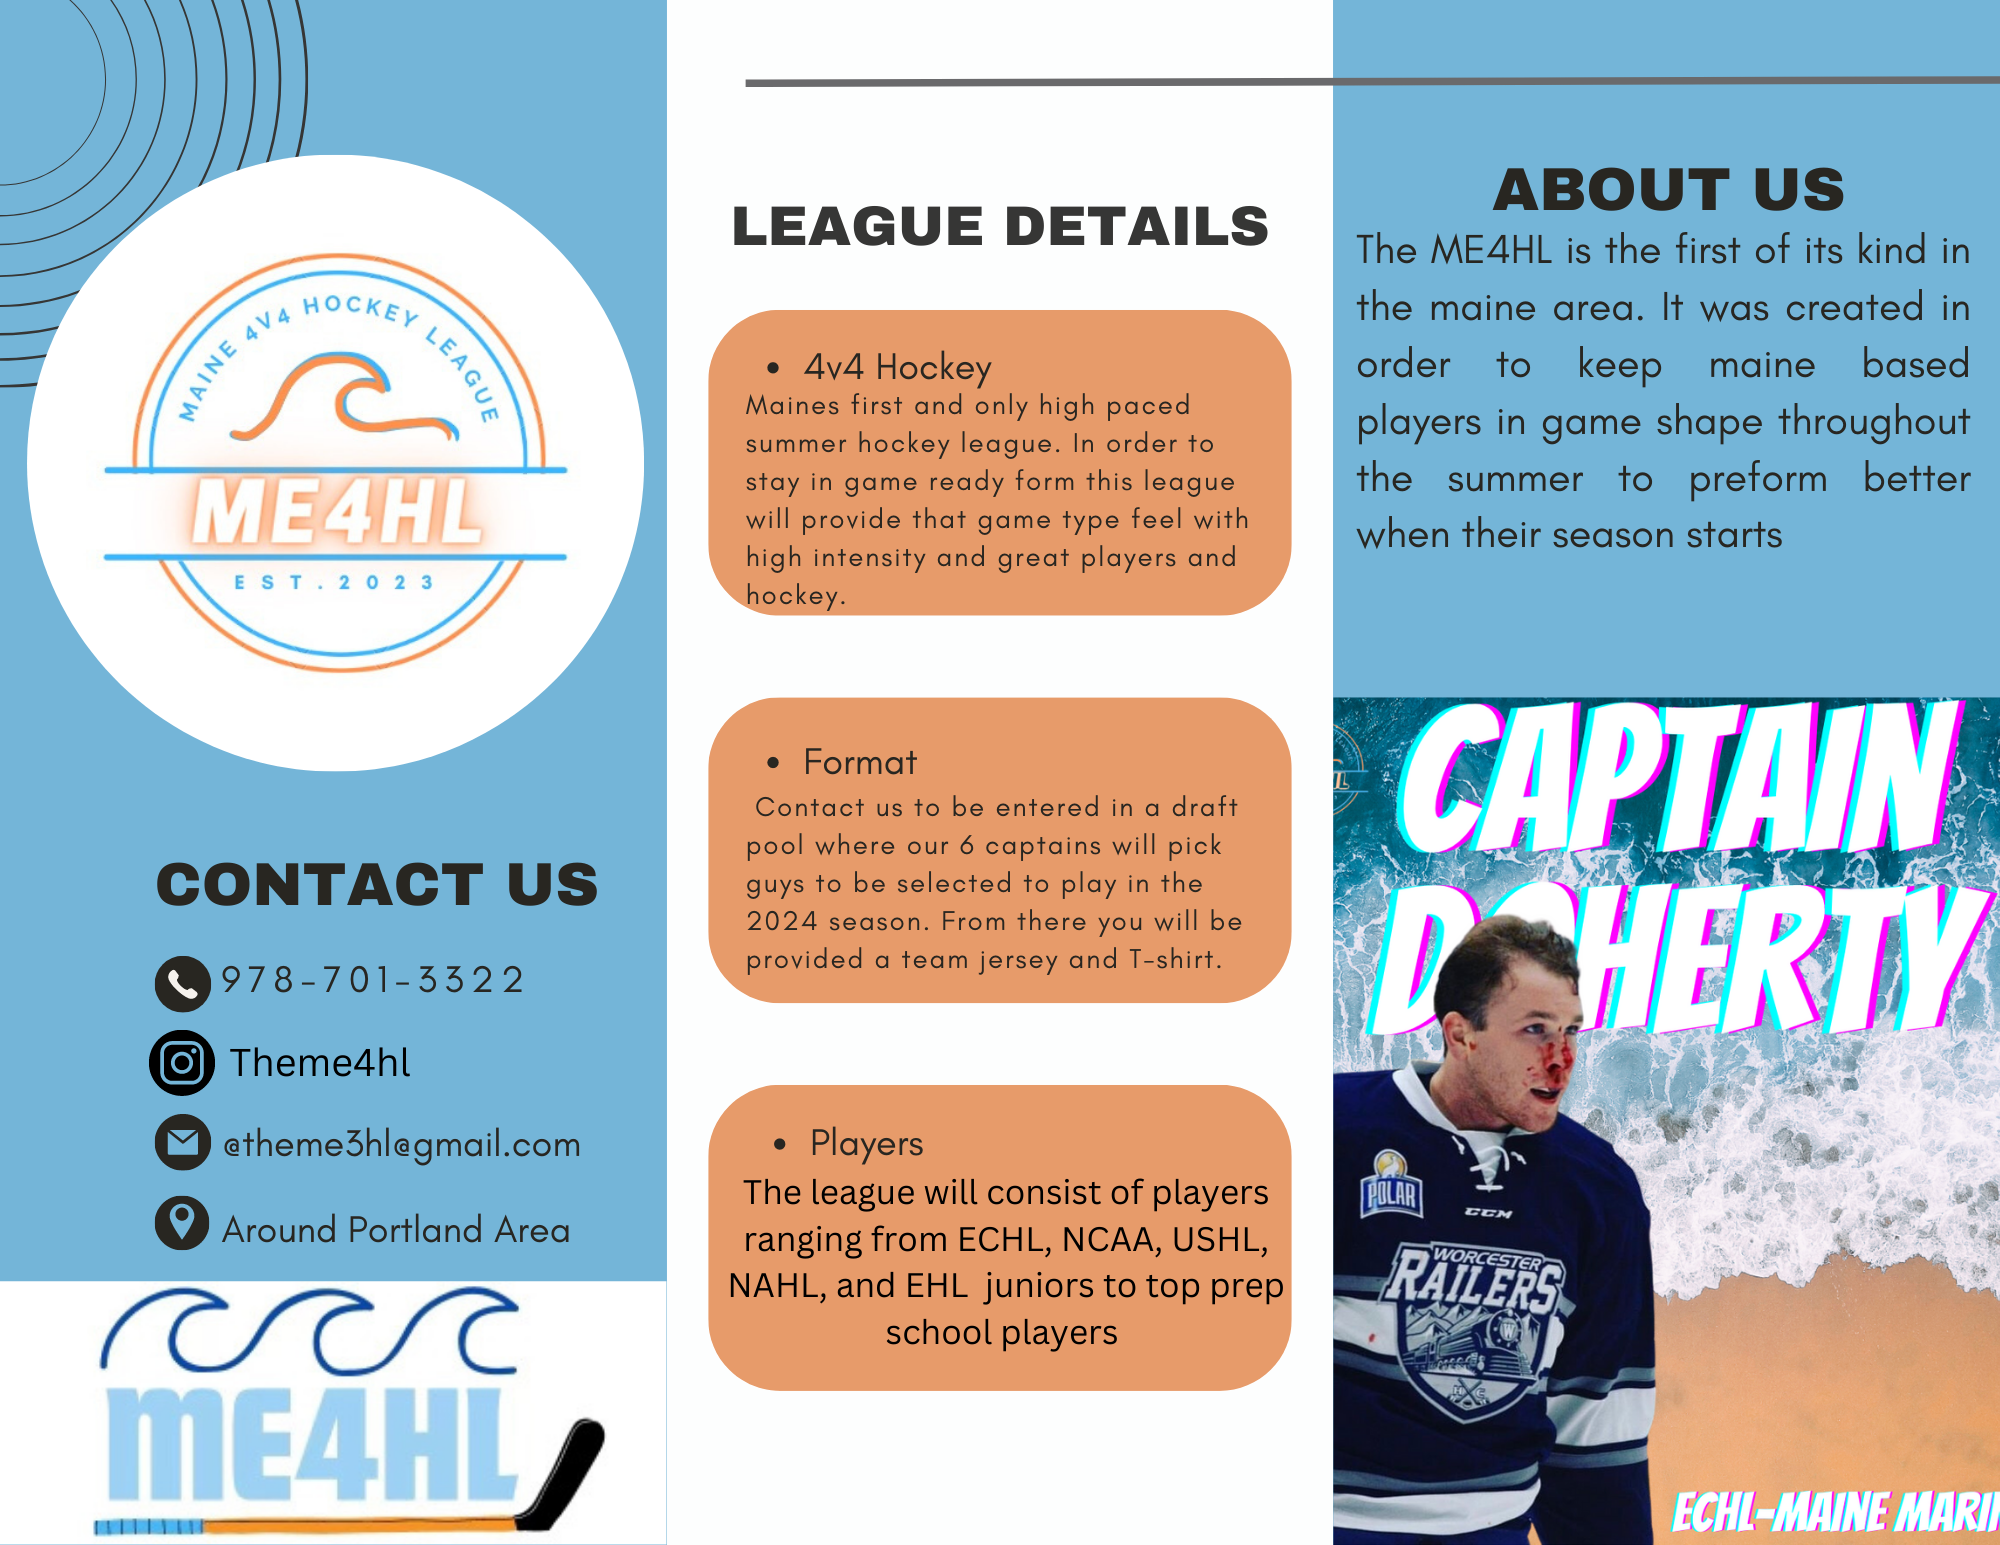 MAINE 4V4 HOCKEY LEAGUE
ME4HL
EST.2023
CONTACT US
978-701-3322
Theme4hl
@theme3hl@gmail.com
Around Portland Area
ME4HL
LEAGUE DETAILS
• 4v4 Hockey
Maines first and only high paced
summer hockey league. In order to
stay in game ready form this league
will provide that game type feel with
high intensity and great players and
hockey.
• Format
Contact us to be entered in a draft
pool where our 6 captains will pick
guys to be selected to play in the
2024 season. From there you will be
provided a team jersey and T-shirt.
• Players
The league will consist of players
ranging from ECHL, NCAA, USHL,
NAHL, and EHL juniors to top prep
school players
ABOUT US
The ME4HL is the first of its kind in
the maine area. It was created in
order to keep maine based
players in game shape throughout
the summer to preform better
when their season starts
CAPTAIN
DOHERTY
POLAR
CCM
WORCESTER
RAILERS
W
HC
ECHL-MAINE MARIN